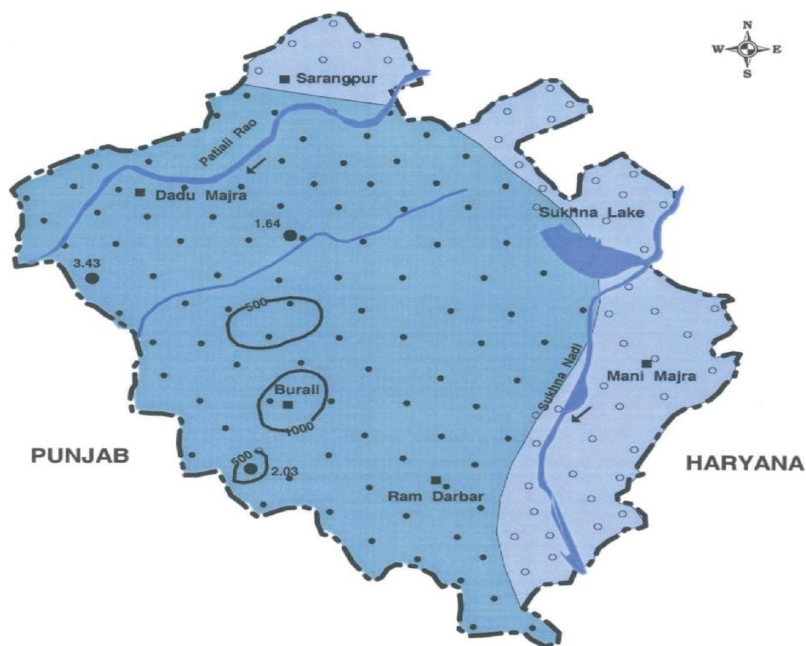 N
W E
S
Sarangpur
Patiali Rao
Dadu Majra
1.64
Sukhna Lake
3.43
500
Sukhna Nadi
Mani Majra
Burail
1000
PUNJAB
500
2.03
HARYANA
Ram Darbar